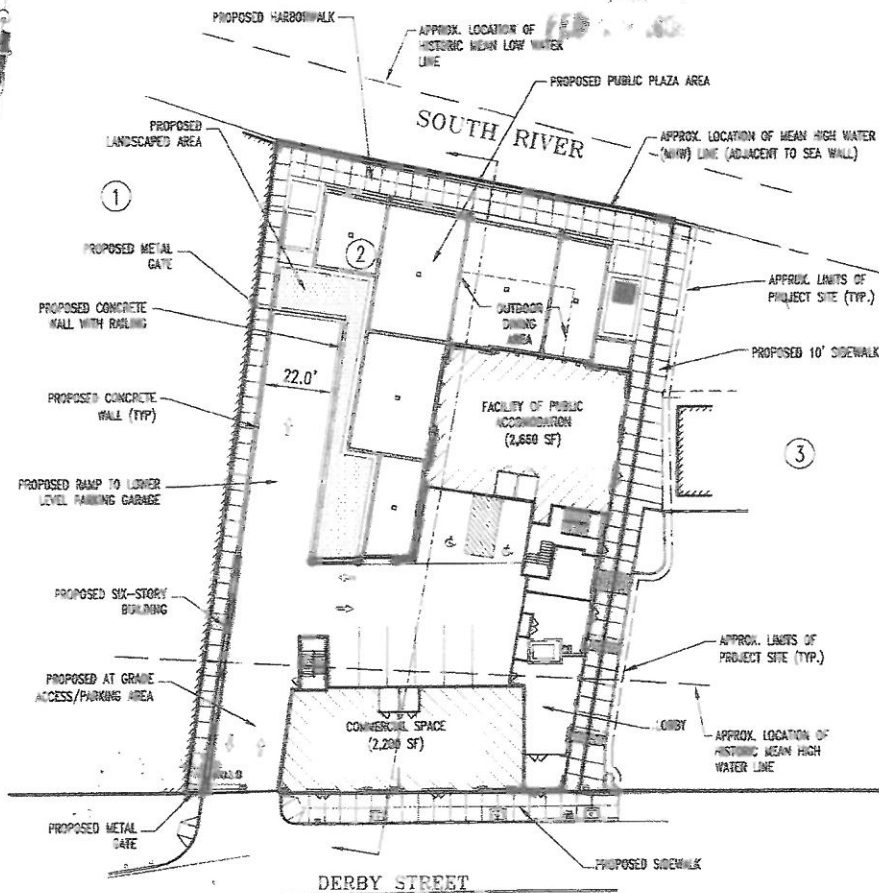 PROPOSED HARBORWALK
APPROX. LOCATION OF
HISTORIC MEAN LOW WATER
LINE
FEB
PROPOSED PUBLIC PLAZA AREA
PROPOSED
LANDSCAPED AREA
SOUTH RIVER
APPROX. LOCATION OF MEAN HIGH WATER
(MHW) LINE (ADJACENT TO SEA WALL)
1
2
PROPOSED METAL
GATE
APPROX. LIMITS OF
PROJECT SITE (TYP.)
PROPOSED CONCRETE
WALL WITH RAILING
OUTDOOR
DINING
AREA
PROPOSED 10' SIDEWALK
22.0'
PROPOSED CONCRETE
WALL (TYP)
FACILITY OF PUBLIC
ACCOMODATION
(2,650 SF)
3
PROPOSED RAMP TO LOWER
LEVEL PARKING GARAGE
PROPOSED SIX-STORY
BUILDING
APPROX. LIMITS OF
PROJECT SITE (TYP.)
PROPOSED AT GRADE
ACCESS/PARKING AREA
COMMERCIAL SPACE
(2,200 SF)
LOBBY
APPROX. LOCATION OF
HISTORIC MEAN HIGH
WATER LINE
PROPOSED METAL
GATE
PROPOSED SIDEWALK
DERBY STREET